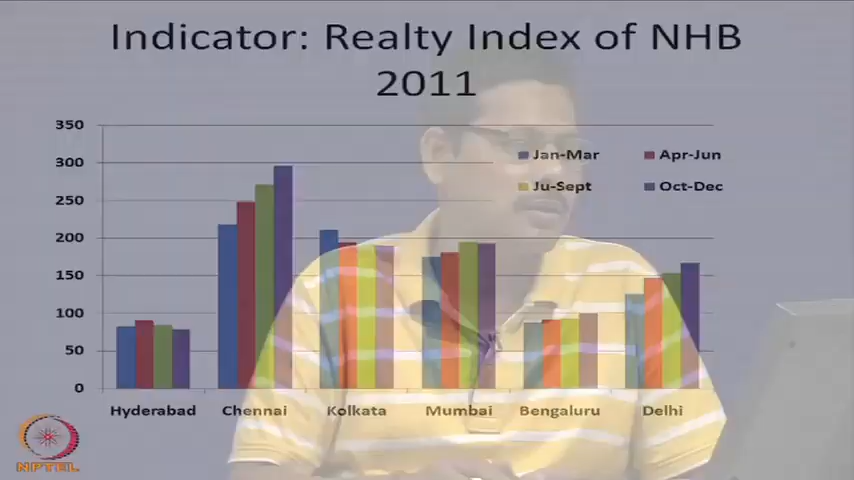 Indicator: Realty Index of NHB
2011
350
300
250
200
150
100
50
0
Jan-Mar
Apr-Jun
Ju-Sept
Oct-Dec
Hyderabad
Chennai
Kolkata
Mumbai
Bengaluru
Delhi
NPTEL